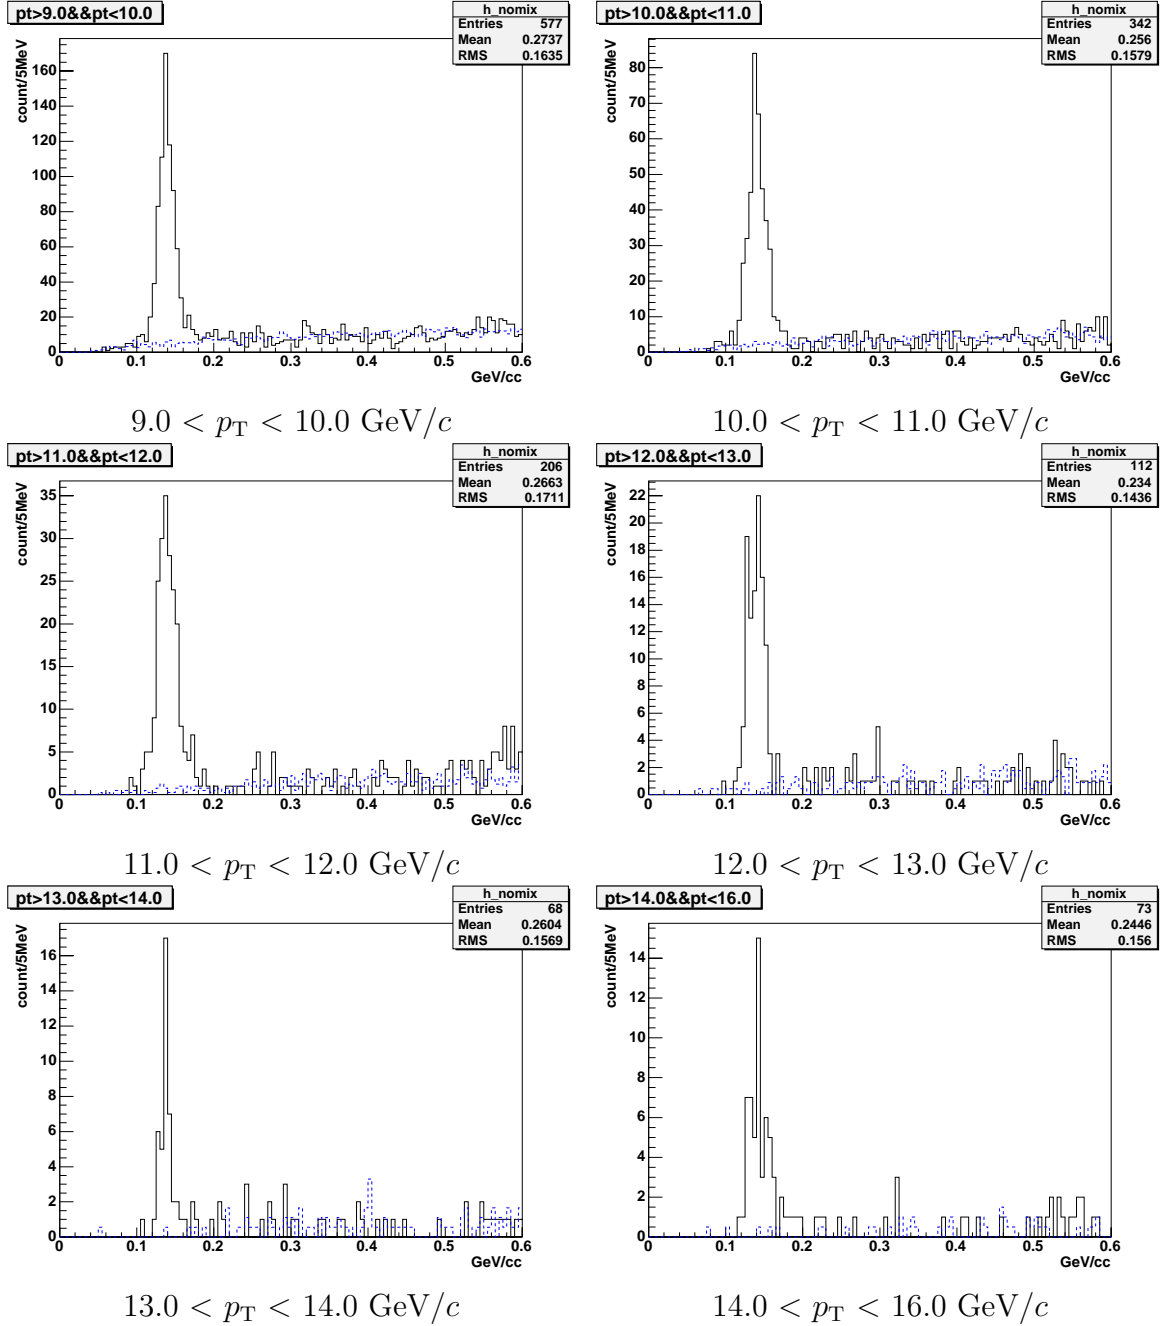 pt>9.0&&pt<10.0
h_nomix
Entries 577
Mean 0.2737
RMS 0.1635
count/5MeV
160
140
120
100
80
60
40
20
0
0 0.1 0.2 0.3 0.4 0.5 0.6
GeV/cc
9.0 < pT < 10.0 GeV/c
pt>10.0&&pt<11.0
h_nomix
Entries 342
Mean 0.256
RMS 0.1579
count/5MeV
80
70
60
50
40
30
20
10
0
0 0.1 0.2 0.3 0.4 0.5 0.6
GeV/cc
10.0 < pT < 11.0 GeV/c
pt>11.0&&pt<12.0
h_nomix
Entries 206
Mean 0.2663
RMS 0.1711
count/5MeV
35
30
25
20
15
10
5
0
0 0.1 0.2 0.3 0.4 0.5 0.6
GeV/cc
11.0 < pT < 12.0 GeV/c
pt>12.0&&pt<13.0
h_nomix
Entries 112
Mean 0.234
RMS 0.1436
count/5MeV
22
20
18
16
14
12
10
8
6
4
2
0
0 0.1 0.2 0.3 0.4 0.5 0.6
GeV/cc
12.0 < pT < 13.0 GeV/c
pt>13.0&&pt<14.0
h_nomix
Entries 68
Mean 0.2604
RMS 0.1569
count/5MeV
16
14
12
10
8
6
4
2
0
0 0.1 0.2 0.3 0.4 0.5 0.6
GeV/cc
13.0 < pT < 14.0 GeV/c
pt>14.0&&pt<16.0
h_nomix
Entries 73
Mean 0.2446
RMS 0.156
count/5MeV
14
12
10
8
6
4
2
0
0 0.1 0.2 0.3 0.4 0.5 0.6
GeV/cc
14.0 < pT < 16.0 GeV/c